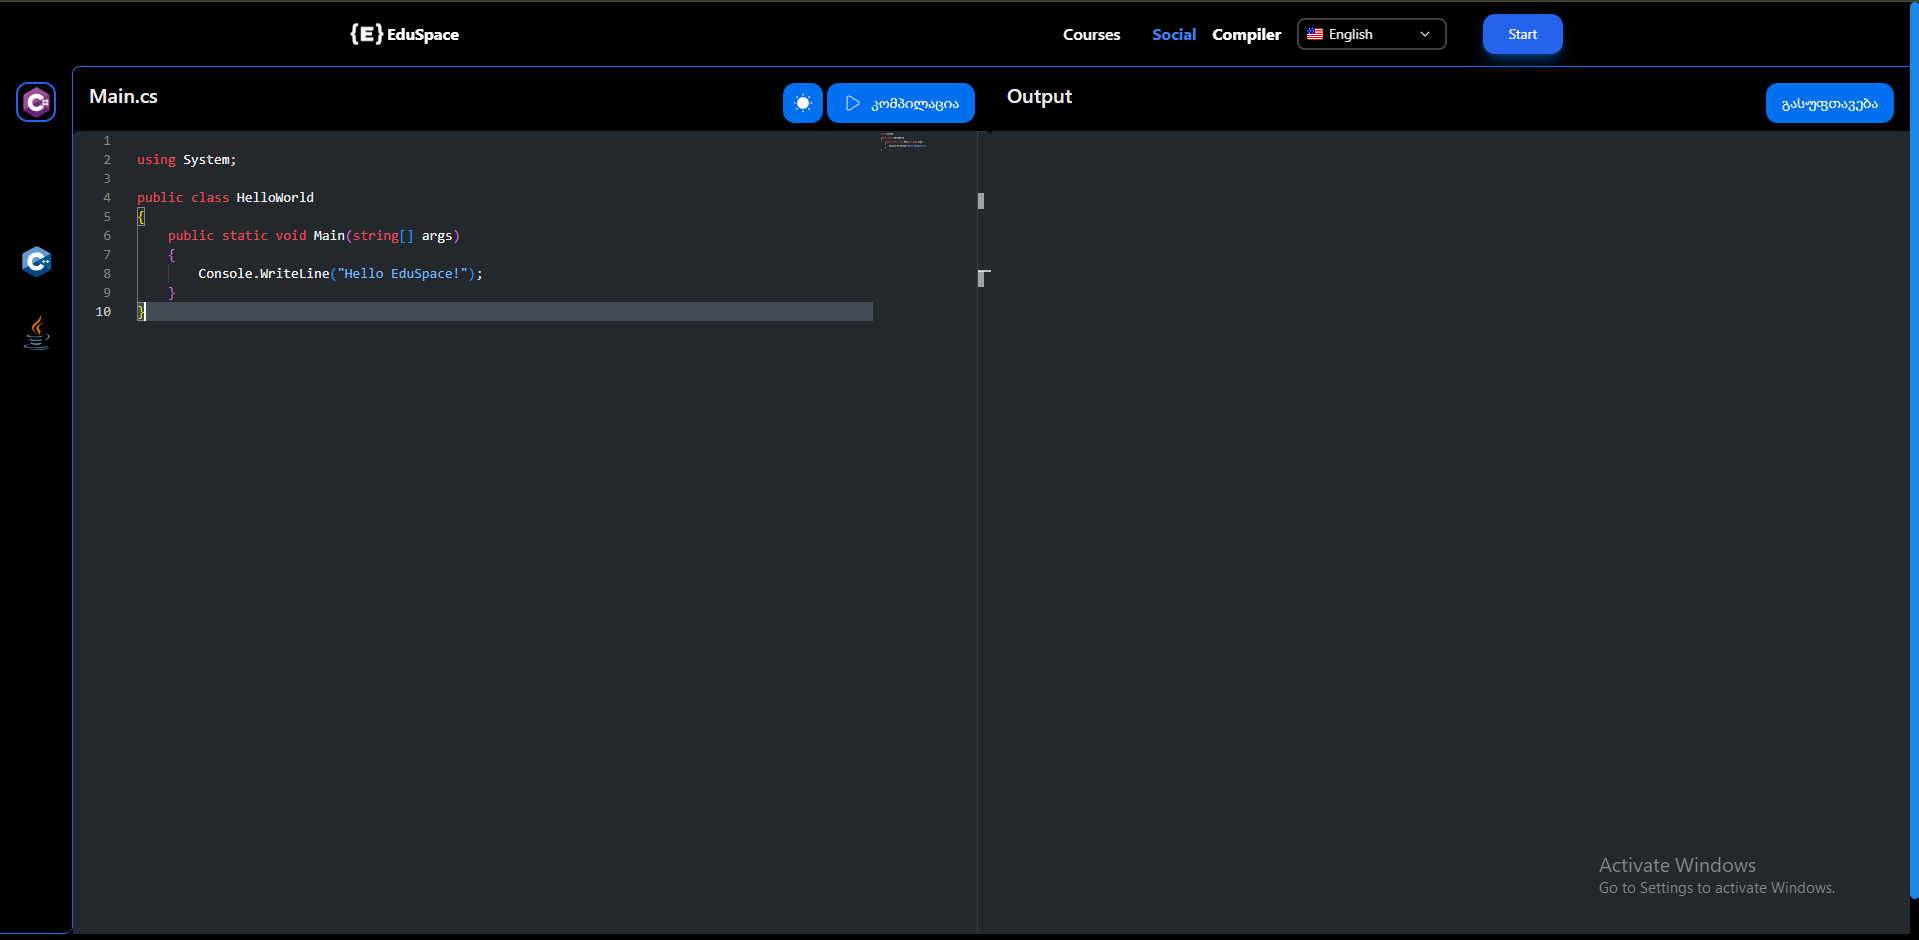 {E} EduSpace
Courses Social Compiler English Start
Main.cs
კომპილაცია
Output
გასუფთავება
1
2 using System;
3
4 public class HelloWorld
5 {
6 public static void Main(string[] args)
7 {
8 Console.WriteLine("Hello EduSpace!");
9 }
10 }
Activate Windows
Go to Settings to activate Windows.